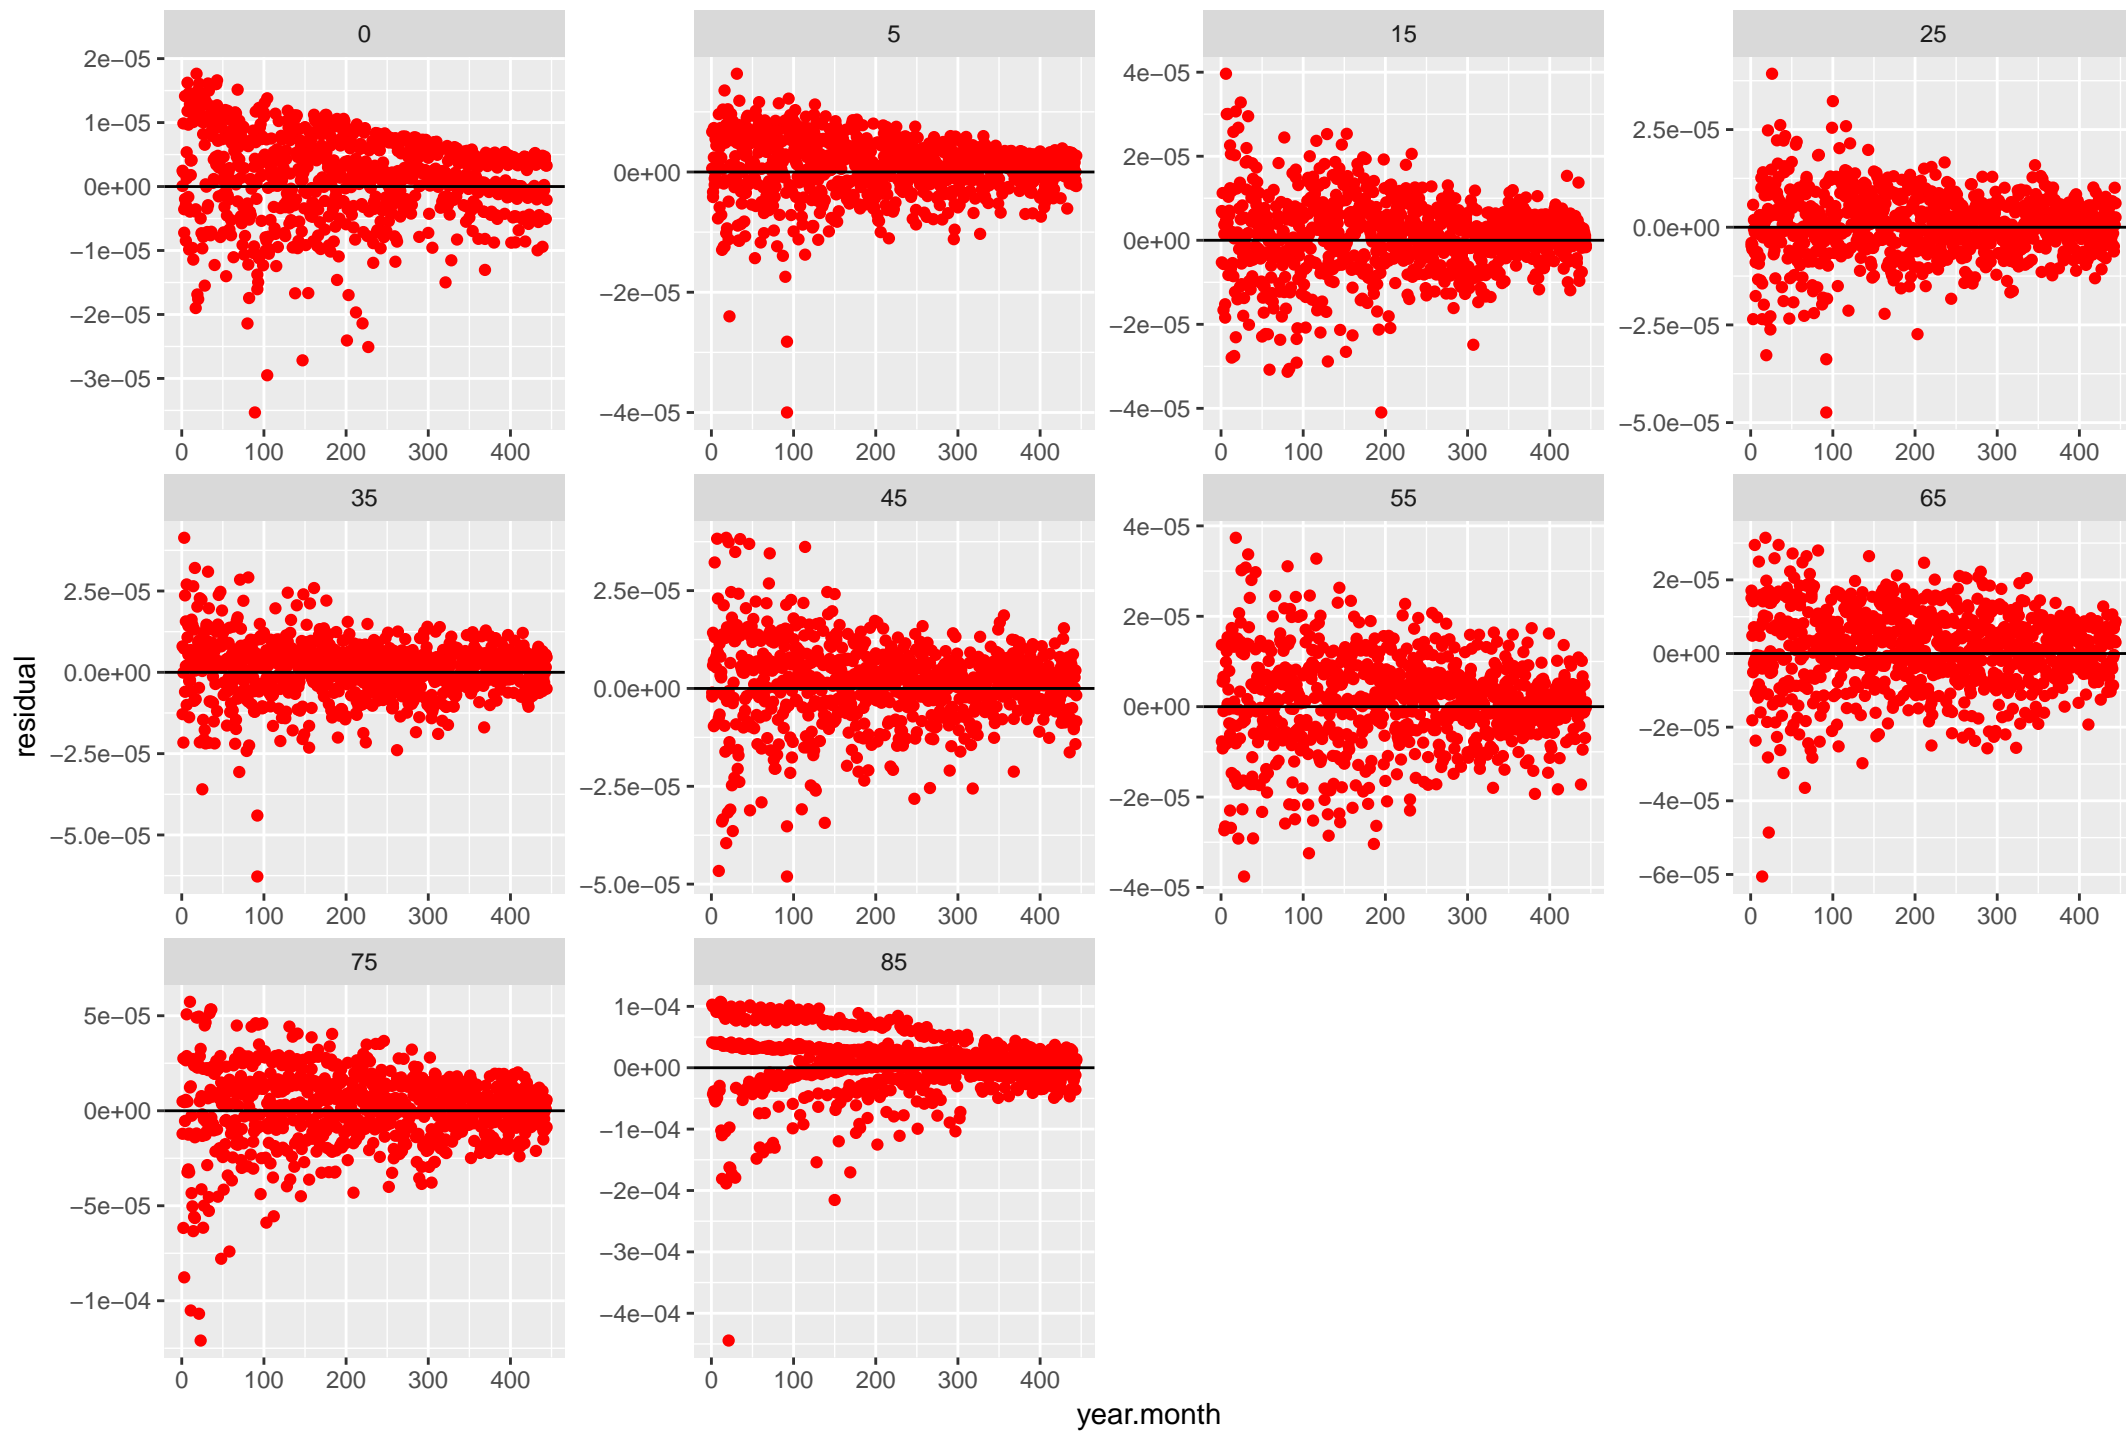 0 5 15 25
2e−05
1e−05
0e+00
−1e−05
−2e−05
−3e−05
0 100 200 300 400
0e+00
−2e−05
−4e−05
0 100 200 300 400
4e−05
2e−05
0e+00
−2e−05
−4e−05
0 100 200 300 400
2.5e−05
0.0e+00
−2.5e−05
−5.0e−05
0 100 200 300 400
35 45 55 65
2.5e−05
0.0e+00
−2.5e−05
−5.0e−05
0 100 200 300 400
2.5e−05
0.0e+00
−2.5e−05
−5.0e−05
0 100 200 300 400
4e−05
2e−05
0e+00
−2e−05
−4e−05
0 100 200 300 400
2e−05
0e+00
−2e−05
−4e−05
−6e−05
0 100 200 300 400
75 85
5e−05
0e+00
−5e−05
−1e−04
0 100 200 300 400
1e−04
0e+00
−1e−04
−2e−04
−3e−04
−4e−04
0 100 200 300 400
residual
year.month